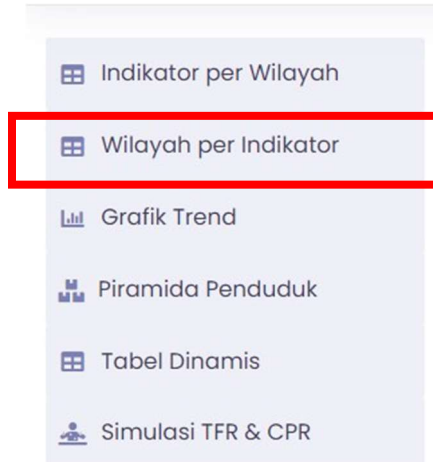 Indikator per Wilayah
Wilayah per Indikator
Grafik Trend
Piramida Penduduk
Tabel Dinamis
Simulasi TFR & CPR